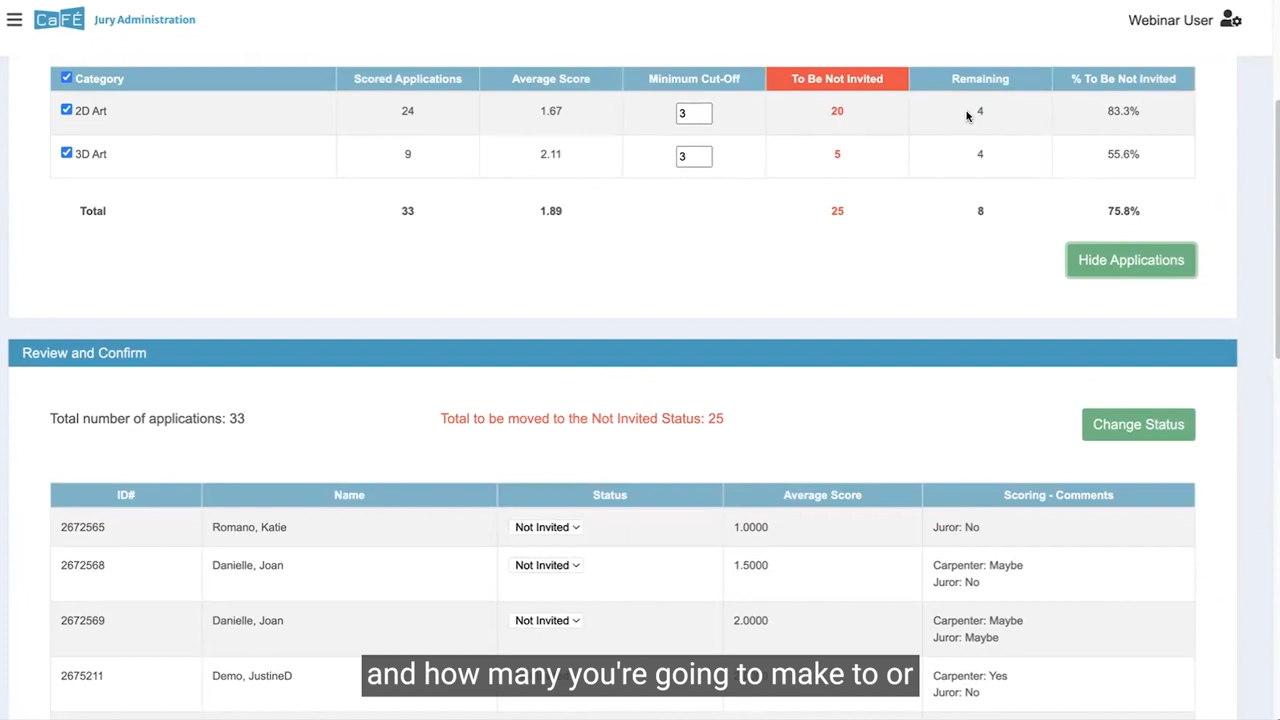 CaFÉ Jury Administration Webinar User
Category Scored Applications Average Score Minimum Cut-Off To Be Not Invited Remaining % To Be Not Invited
2D Art 24 1.67 3 20 4 83.3%
3D Art 9 2.11 3 5 4 55.6%
Total 33 1.89 25 8 75.8%
Hide Applications
Review and Confirm
Total number of applications: 33 Total to be moved to the Not Invited Status: 25 Change Status
ID# Name Status Average Score Scoring - Comments
2672565 Romano, Katie Not Invited 1.0000 Juror: No
2672568 Danielle, Joan Not Invited 1.5000 Carpenter: Maybe
Juror: No
2672569 Danielle, Joan Not Invited 2.0000 Carpenter: Maybe
Juror: Maybe
2675211 Demo, JustineD Carpenter: Yes
Juror: No
and how many you're going to make to or